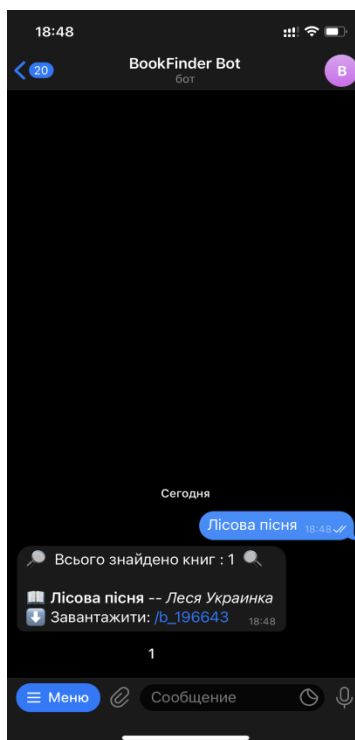 18:48
20
BookFinder Bot
бот
B
Сегодня
Лісова пісня 18:48
Всього знайдено книг : 1
Лісова пісня -- Леся Украинка
Завантажити: /b_196643 18:48
1
Меню
Сообщение